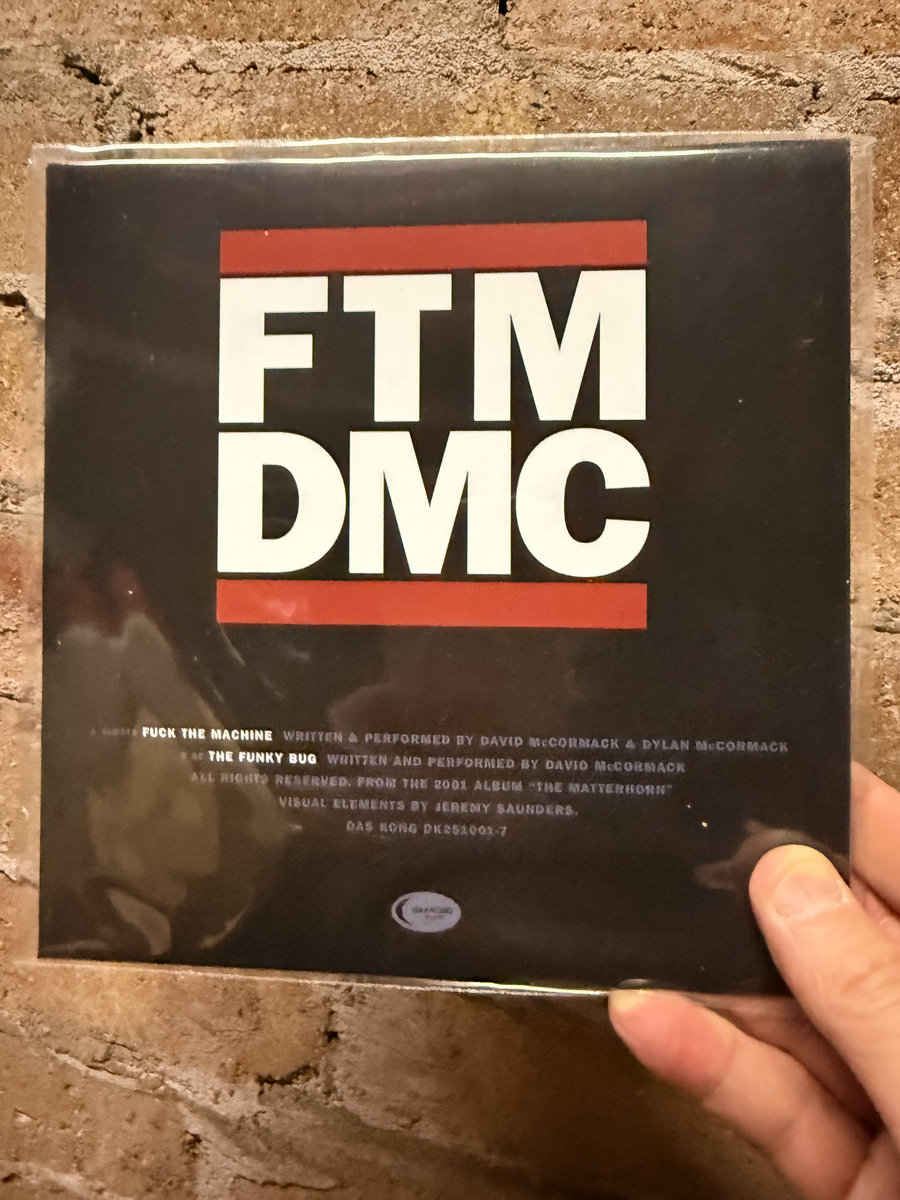 FTM
DMC
FUCK THE MACHINE WRITTEN & PERFORMED BY DAVID McCORMACK & DYLAN McCORMACK
THE FUNKY BUG WRITTEN AND PERFORMED BY DAVID McCORMACK
ALL RIGHTS RESERVED. FROM THE 2001 ALBUM "THE MATTERHORN"
VISUAL ELEMENTS BY JEREMY SAUNDERS.
DAS KONG DK251001-7